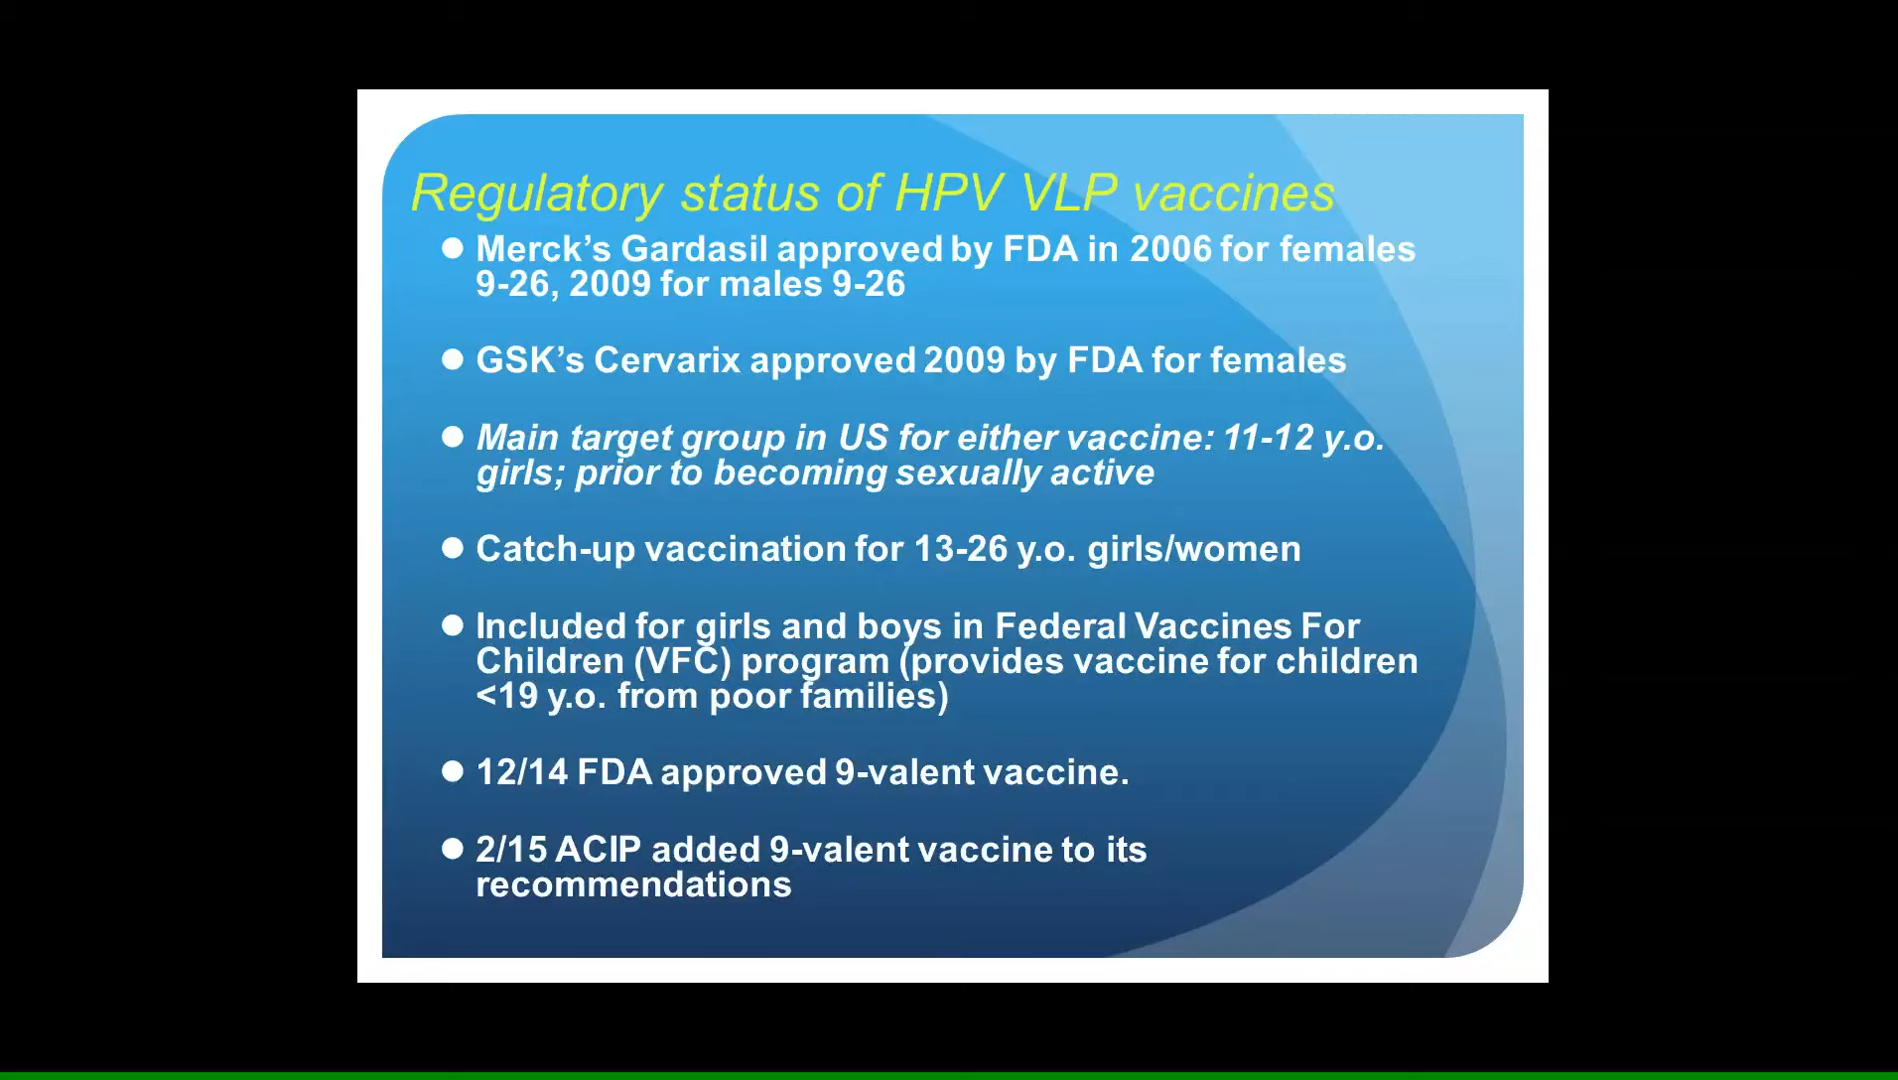 Regulatory status of HPV VLP vaccines
Merck’s Gardasil approved by FDA in 2006 for females
9-26, 2009 for males 9-26
GSK’s Cervarix approved 2009 by FDA for females
Main target group in US for either vaccine: 11-12 y.o.
girls; prior to becoming sexually active
Catch-up vaccination for 13-26 y.o. girls/women
Included for girls and boys in Federal Vaccines For
Children (VFC) program (provides vaccine for children
<19 y.o. from poor families)
12/14 FDA approved 9-valent vaccine.
2/15 ACIP added 9-valent vaccine to its
recommendations